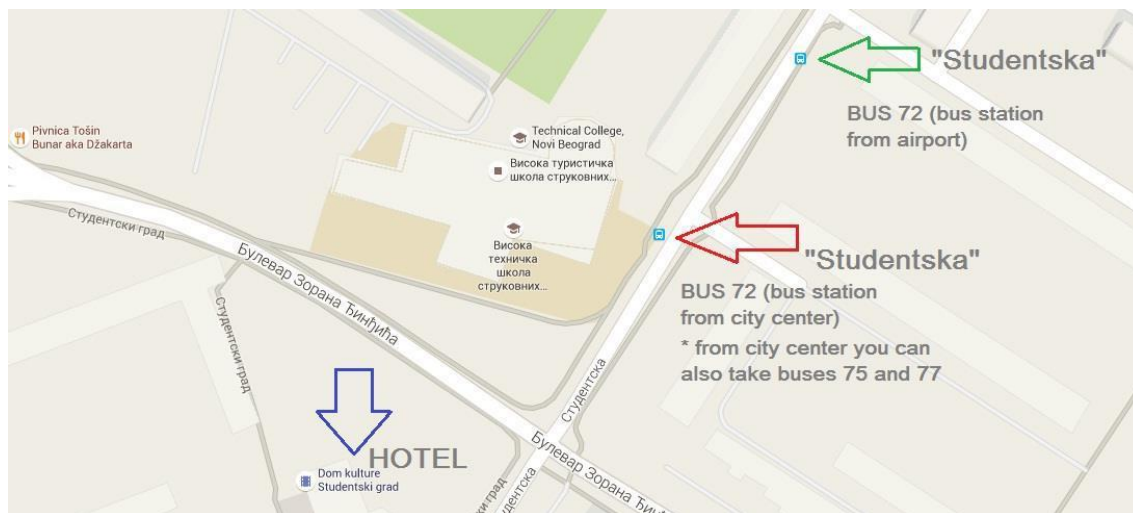 "Studentska"
BUS 72 (bus station
from airport)
Pivnica Tošin
Bunar aka Džakarta
Technical College,
Novi Beograd
Висока туристичка
школа струковних...
Висока
техничка
школа
струковних...
"Studentska"
BUS 72 (bus station
from city center)
* from city center you can
also take buses 75 and 77
Студентски град
Булевар Зорана Ђинђића
Студентски град
Студентска
HOTEL
Dom kulture
Studentski grad
Булевар Зорана Ђинђића